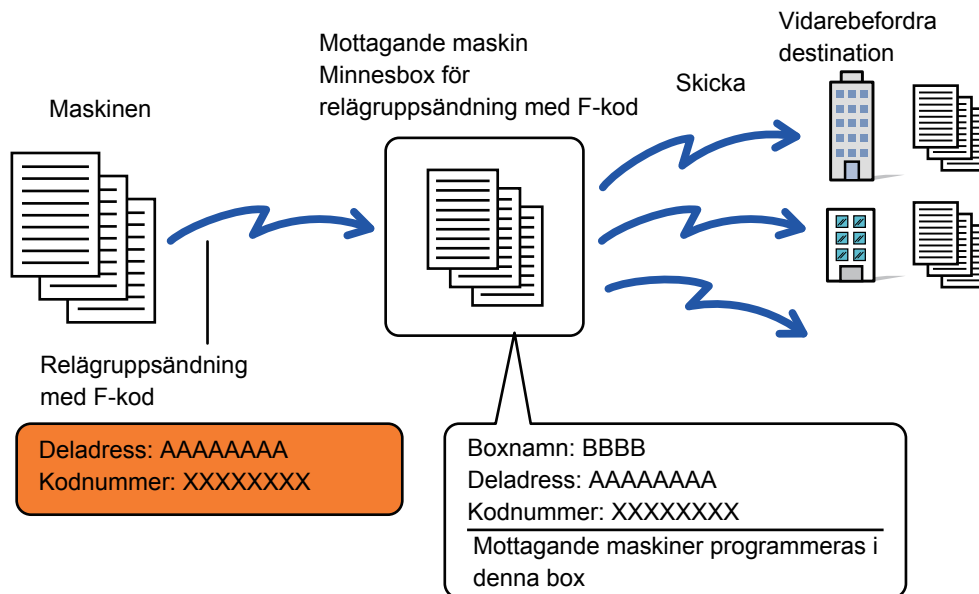 Maskinen
Mottagande maskin
Minnesbox för
relägruppsändning med F-kod
Skicka
Vidarebefordra
destination
Relägruppsändning
med F-kod
Deladress: AAAAAAAA
Kodnummer: XXXXXXXX
Boxnamn: BBBB
Deladress: AAAAAAAA
Kodnummer: XXXXXXXX
Mottagande maskiner programmeras i
denna box